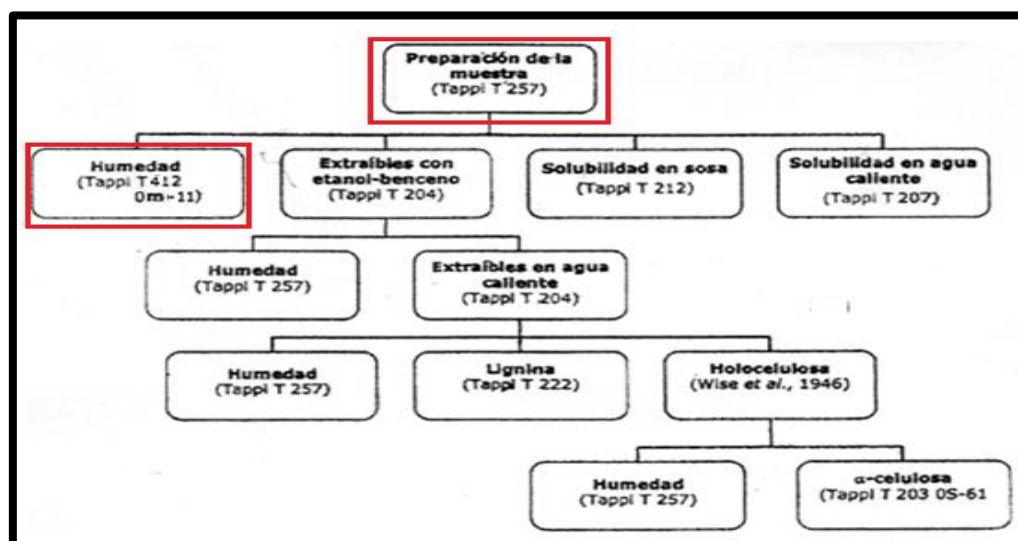 Preparación de la
muestra
(Tappi T 257)
Humedad
(Tappi T412
0m-11)
Extraíbles con
etanol-benceno
(Tappi T 204)
Solubilidad en sosa
(Tappi T 212)
Solubilidad en agua
caliente
(Tappi T 207)
Humedad
(Tappi T 257)
Extraíbles en agua
caliente
(Tappi T 204)
Humedad
(Tappi T 257)
Lignina
(Tappi T 222)
Holocelulosa
(Wise et al., 1946)
Humedad
(Tappi T 257)
α-celulosa
(Tappi T 203 0S-61